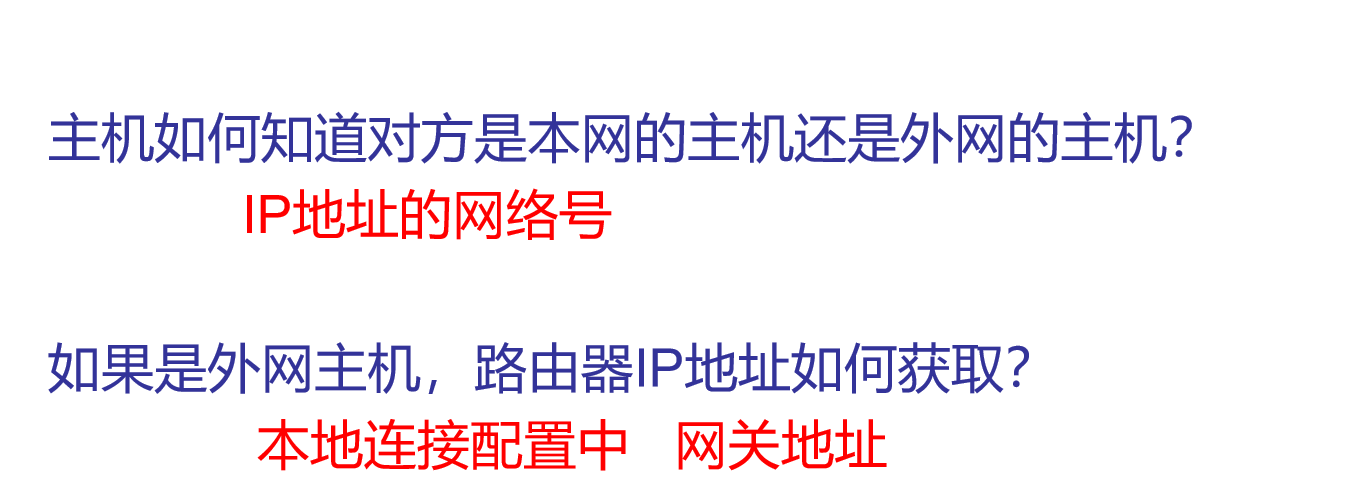 主机如何知道对方是本网的主机还是外网的主机?
IP地址的网络号
如果是外网主机，路由器IP地址如何获取?
本地连接配置中 网关地址